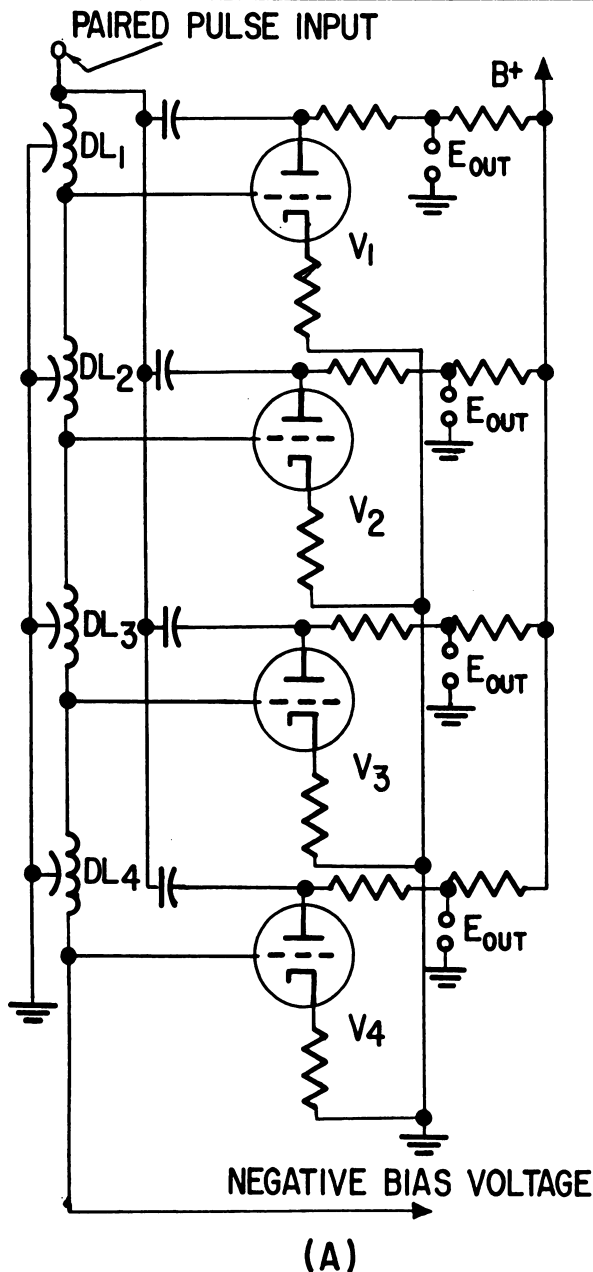 PAIRED PULSE INPUT
B+
DL1
EOUT
V1
DL2
EOUT
V2
DL3
EOUT
V3
DL4
EOUT
V4
NEGATIVE BIAS VOLTAGE
(A)